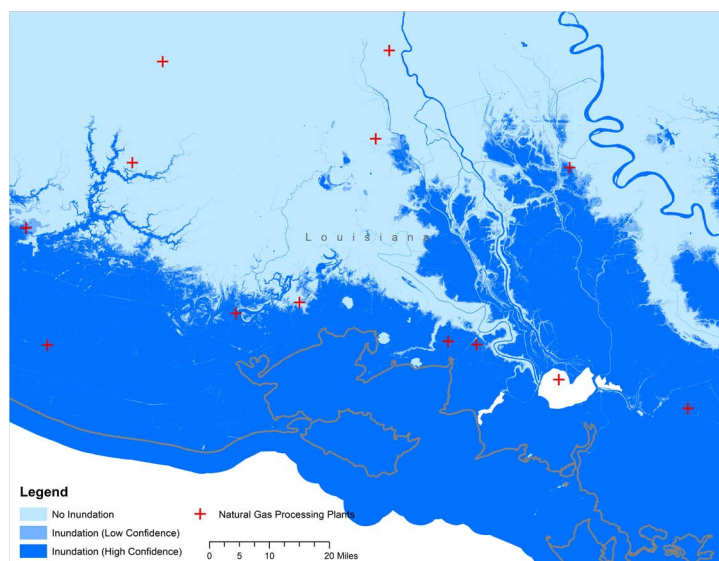 Louisiana
Legend
No Inundation
Natural Gas Processing Plants
Inundation (Low Confidence)
Inundation (High Confidence)
0 5 10 20 Miles